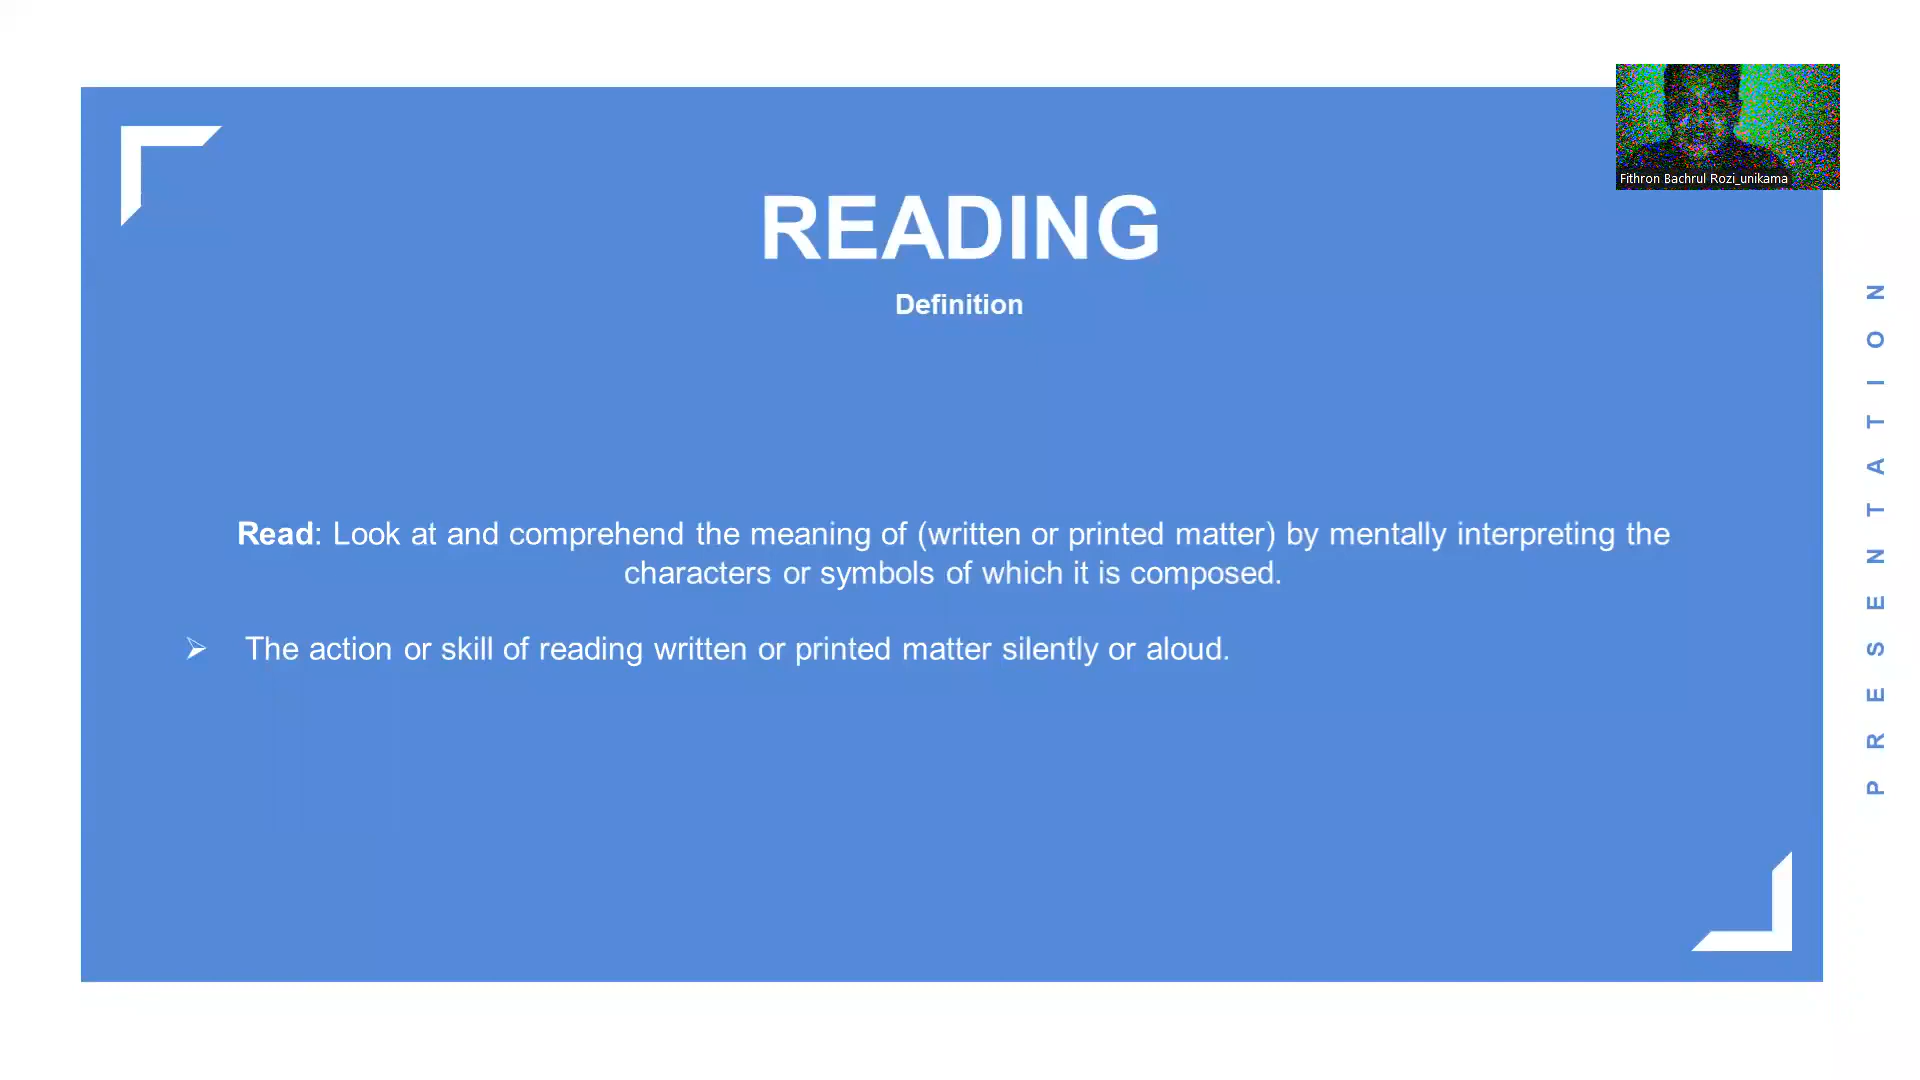 READING
Definition
Read: Look at and comprehend the meaning of (written or printed matter) by mentally interpreting the
characters or symbols of which it is composed.
➢ The action or skill of reading written or printed matter silently or aloud.
Fithron Bachrul Rozi_unikama
PRESENTATION